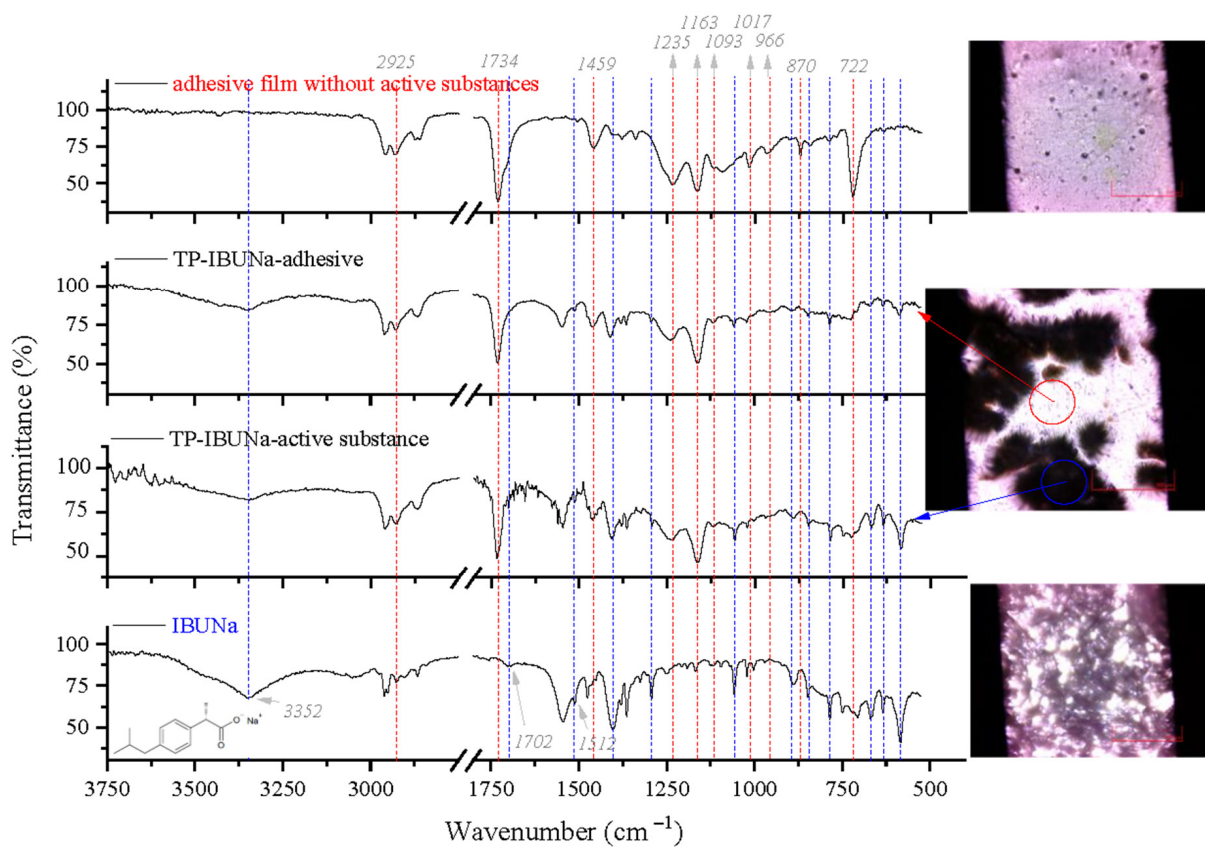 1163 1017
1235 1093 966
2925 1734 1459 870 722
adhesive film without active substances
100
75
50
TP-IBUNa-adhesive
100
75
50
TP-IBUNa-active substance
100
75
50
IBUNa
100
75
50
3352
1702
1512
O⁻ Na⁺
O
3750 3500 3250 3000 1750 1500 1250 1000 750 500
Transmittance (%)
Wavenumber (cm⁻¹)